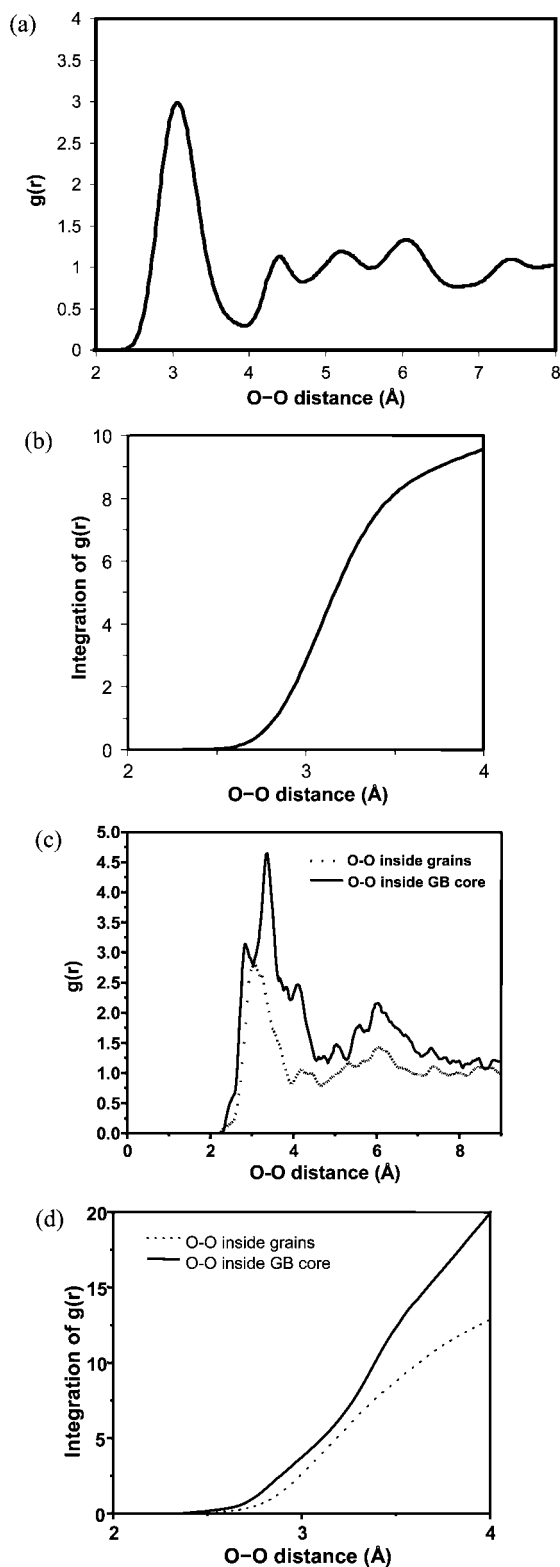 (a)
4
3.5
3
2.5
2
1.5
1
0.5
0
g(r)
2 3 4 5 6 7 8
O−O distance (Å)
(b)
10
8
6
4
2
0
Integration of g(r)
2 3 4
O−O distance (Å)
(c)
5.0
4.5
4.0
3.5
3.0
2.5
2.0
1.5
1.0
0.5
0.0
g(r)
O-O inside grains
O-O inside GB core
0 2 4 6 8
O-O distance (Å)
(d)
20
15
10
5
0
Integration of g(r)
O-O inside grains
O-O inside GB core
2 3 4
O−O distance (Å)